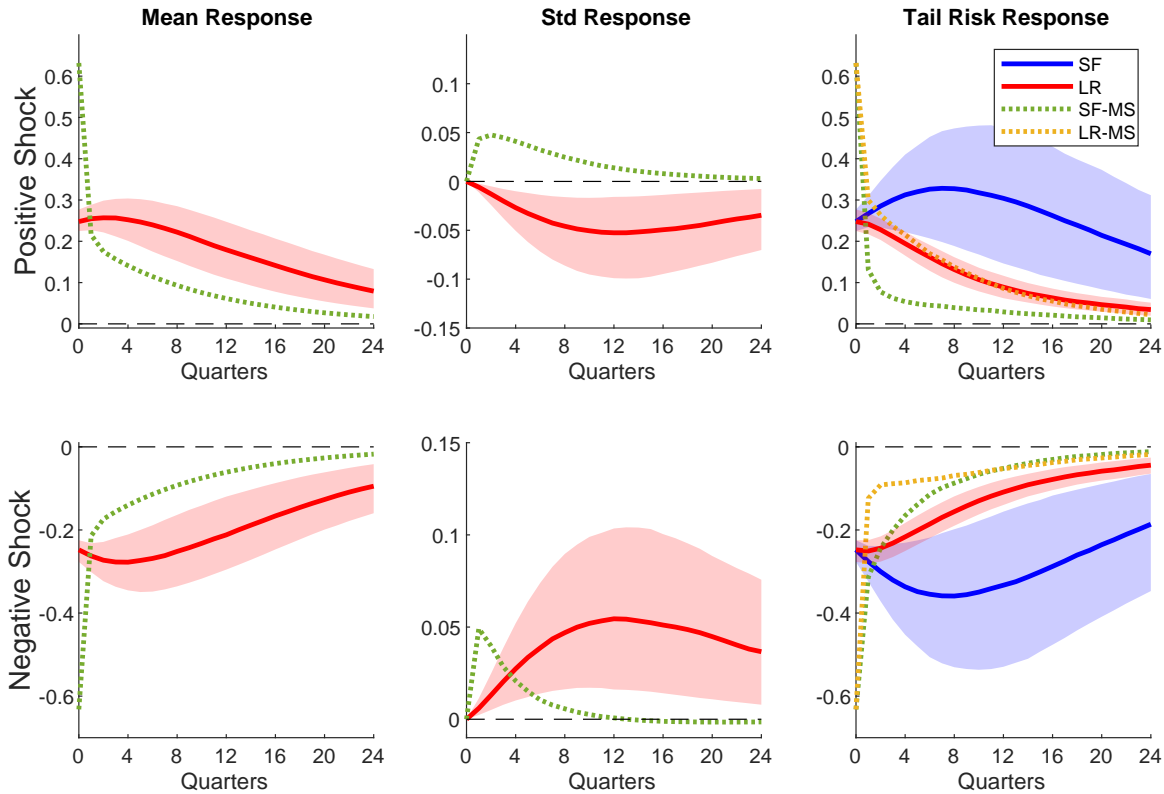 Mean Response
Std Response
Tail Risk Response
Positive Shock
0.6
0.5
0.4
0.3
0.2
0.1
0
0 4 8 12 16 20 24
Quarters
0.1
0.05
0
-0.05
-0.1
-0.15
0 4 8 12 16 20 24
Quarters
0.6
0.5
0.4
0.3
0.2
0.1
0
0 4 8 12 16 20 24
Quarters
SF
LR
SF-MS
LR-MS
Negative Shock
0
-0.2
-0.4
-0.6
0 4 8 12 16 20 24
Quarters
0.15
0.1
0.05
0
0 4 8 12 16 20 24
Quarters
0
-0.2
-0.4
-0.6
0 4 8 12 16 20 24
Quarters